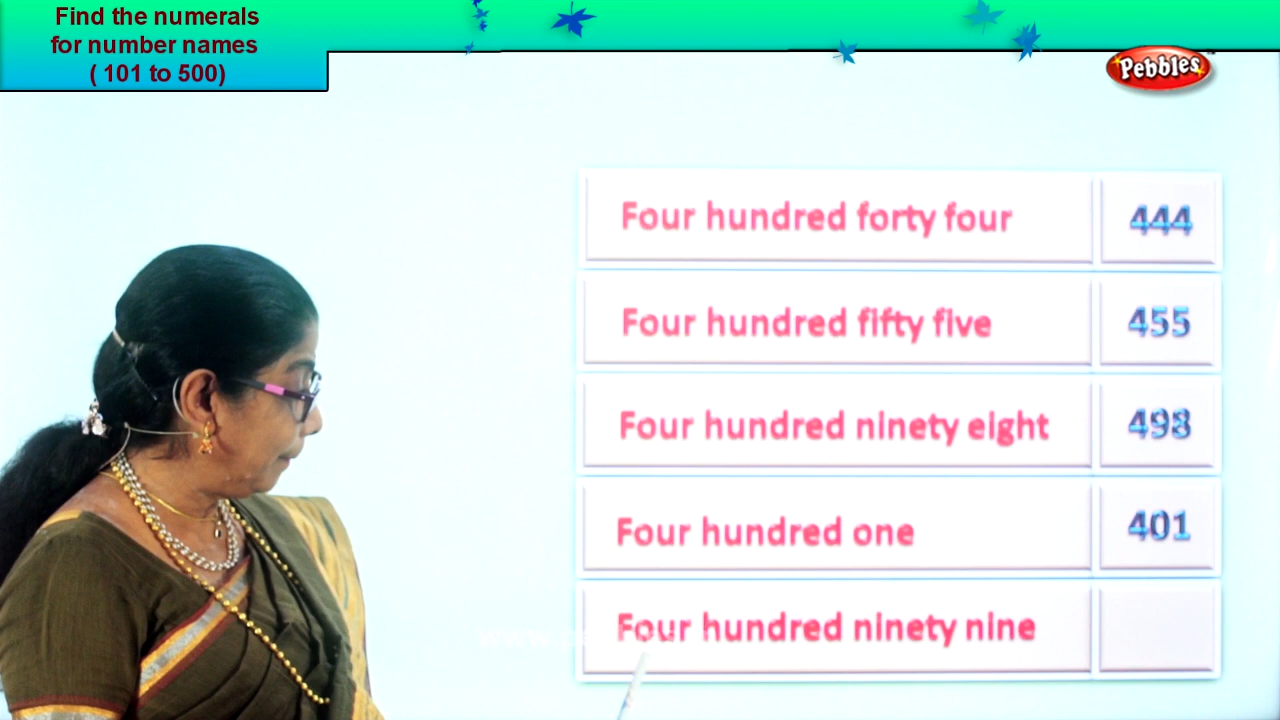 Find the numerals
for number names
( 101 to 500)
Pebbles
Four hundred forty four 444
Four hundred fifty five 455
Four hundred ninety eight 498
Four hundred one 401
Four hundred ninety nine